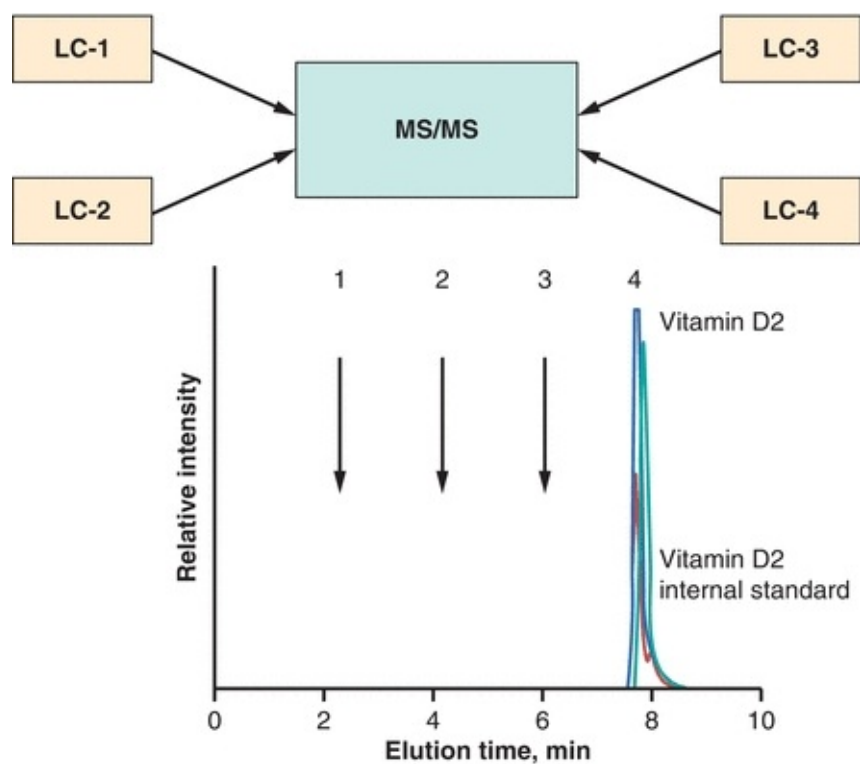 LC-1
LC-3
MS/MS
LC-2
LC-4
1 2 3 4
Vitamin D2
Relative intensity
Vitamin D2
internal standard
0 2 4 6 8 10
Elution time, min